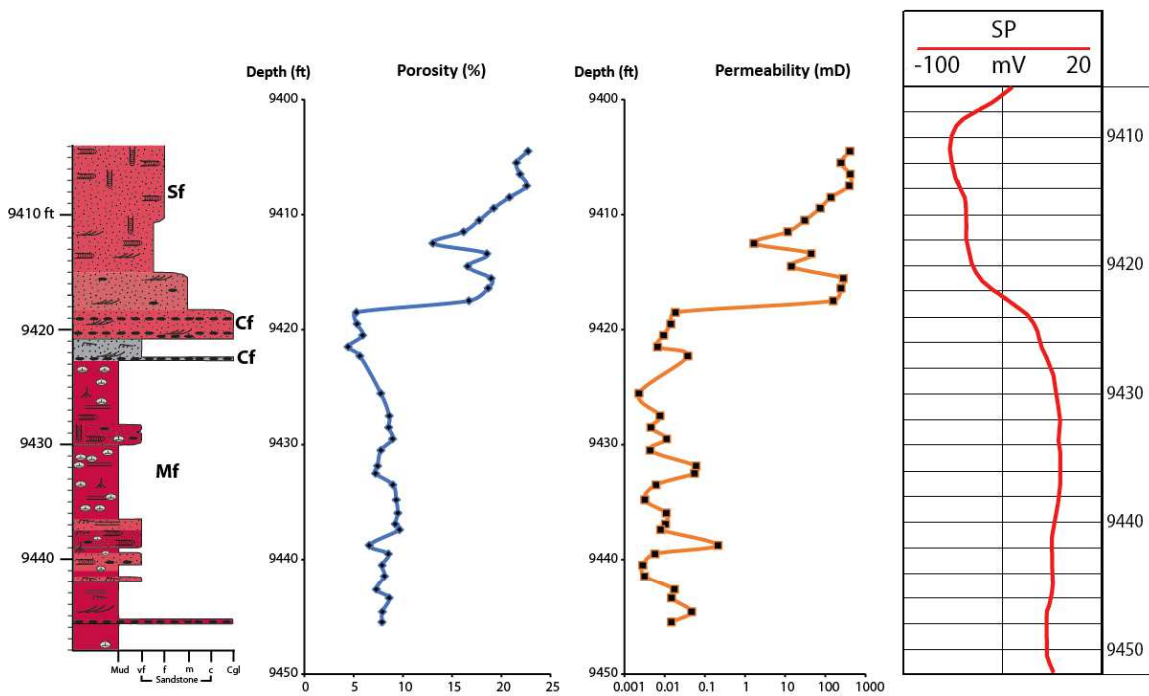 9410 ft
9420
9430
9440
Sf
Cf
Cf
Mf
Mud
vf
f
m
c
Cgl
Sandstone
Depth (ft)
Porosity (%)
9400
9410
9420
9430
9440
9450
0
5
10
15
20
25
Depth (ft)
Permeability (mD)
9400
9410
9420
9430
9440
9450
0.001
0.01
0.1
1
10
100
1000
SP
-100 mV 20
9410
9420
9430
9440
9450